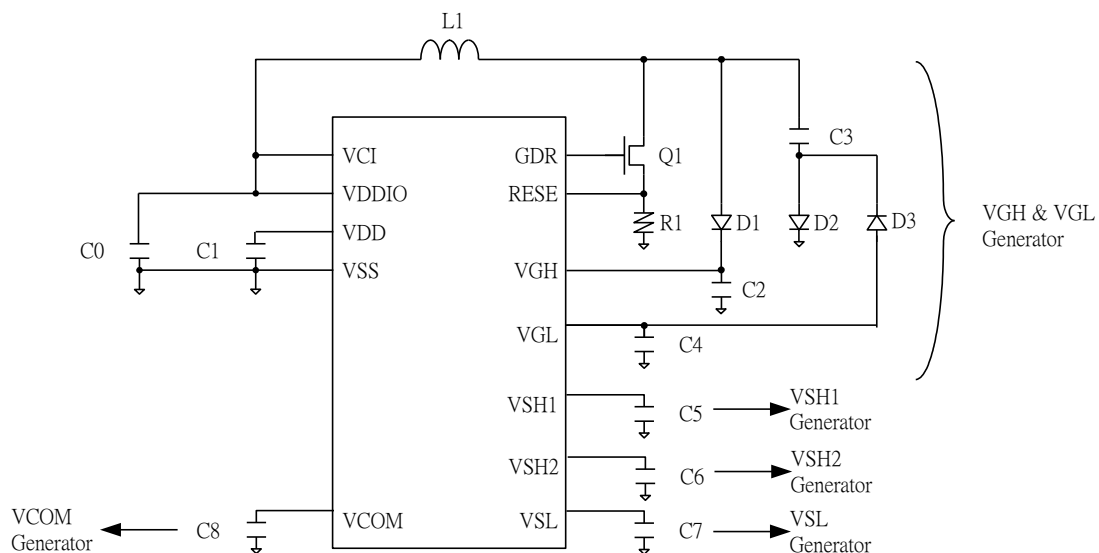 L1
VCI
VDDIO
VDD
VSS
C0
C1
GDR
RESE
VGH
VGL
VSH1
VSH2
VSL
VCOM
Q1
R1
D1
D2
D3
C3
C2
C4
VGH & VGL
Generator
C5
VSH1
Generator
C6
VSH2
Generator
C7
VSL
Generator
VCOM
Generator
C8